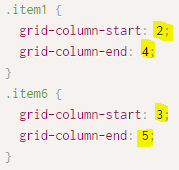 .item1 {
  grid-column-start: 2;
  grid-column-end: 4;
}
.item6 {
  grid-column-start: 3;
  grid-column-end: 5;
}